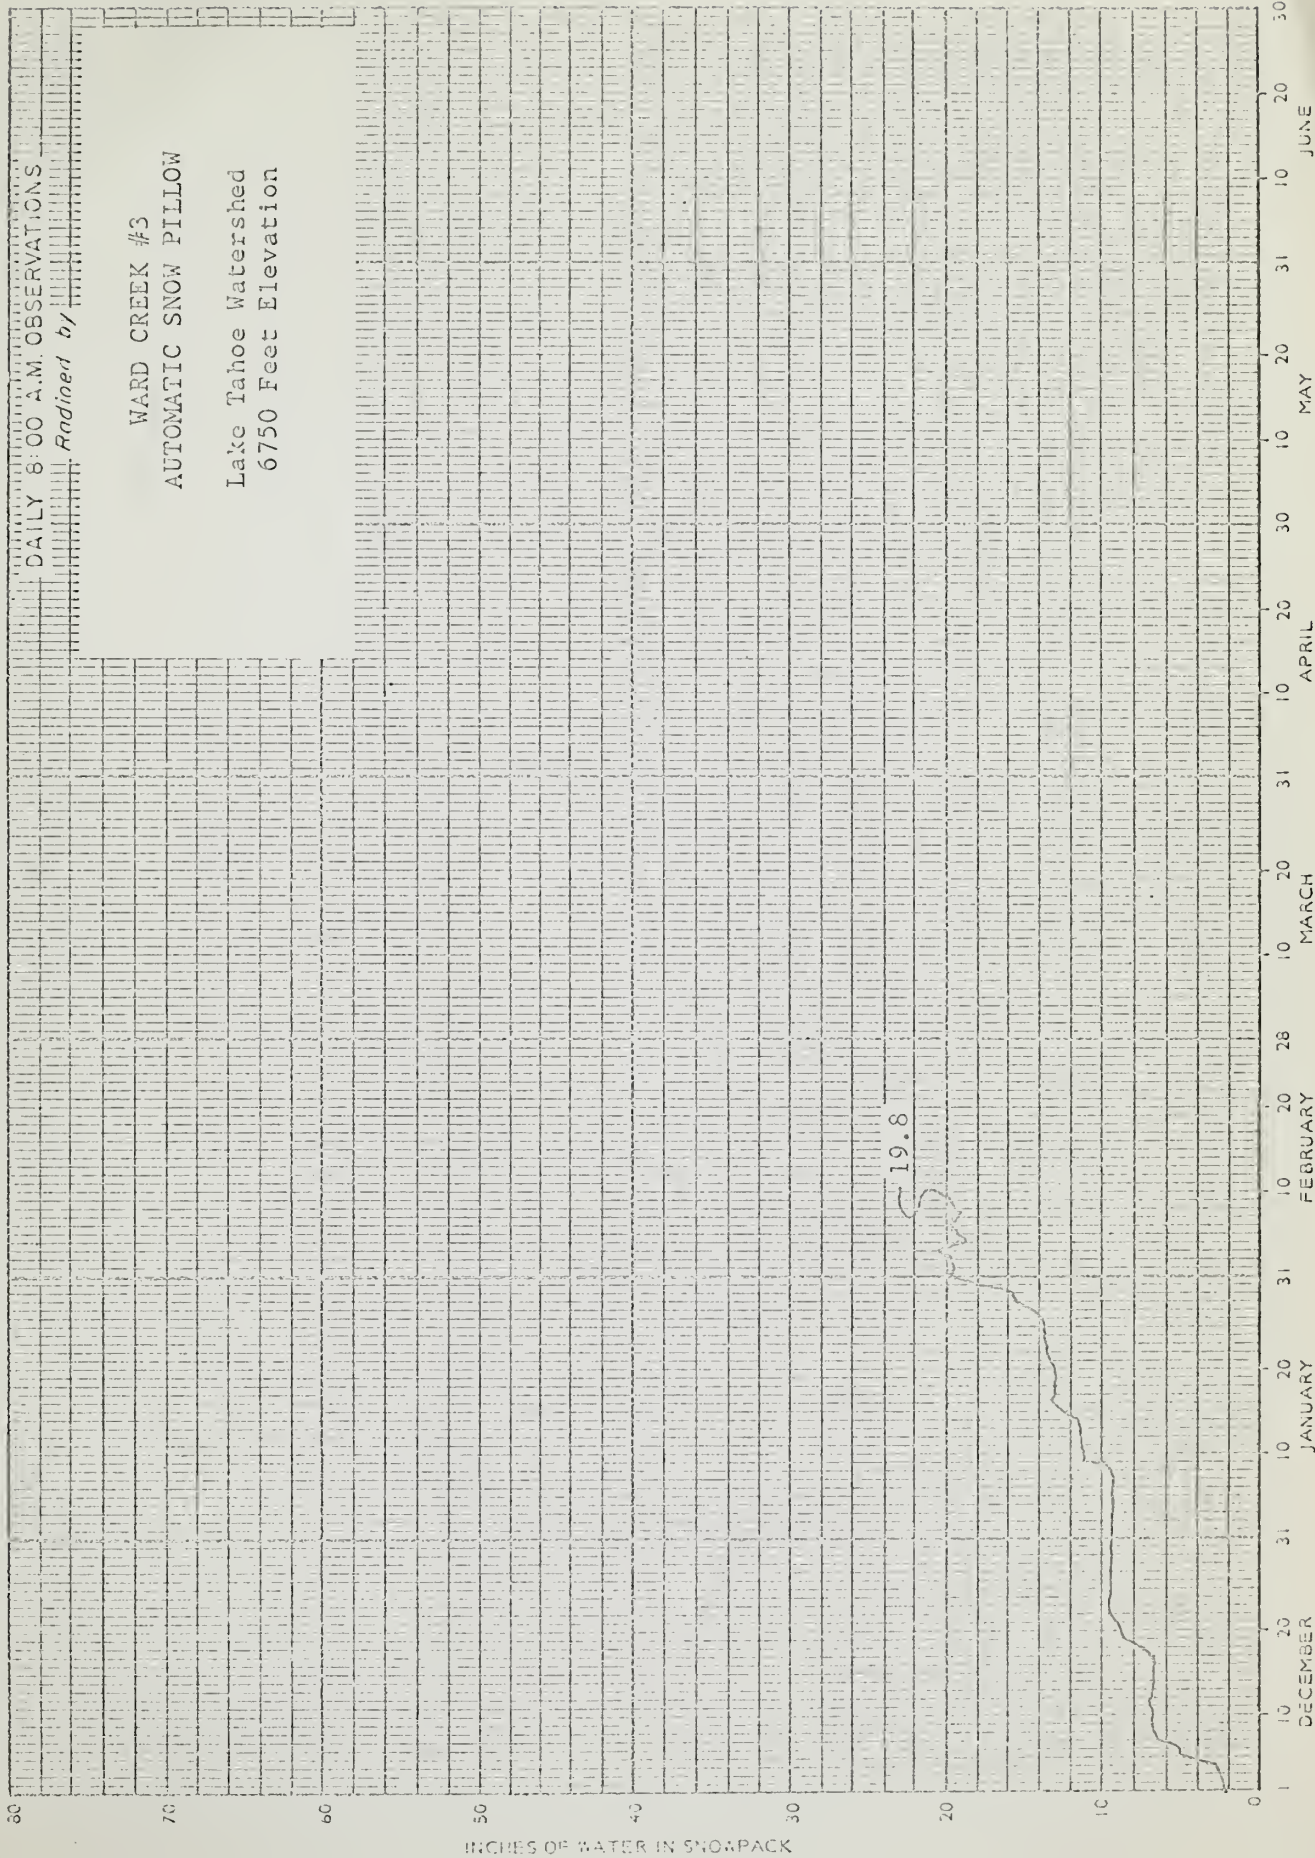 DAILY 8:00 A.M. OBSERVATIONS
Radioed by
WARD CREEK #3
AUTOMATIC SNOW PILLOW
Lake Tahoe Watershed
6750 Feet Elevation
19.8
INCHES OF WATER IN SNOWPACK
80
70
60
50
40
30
20
10
0
1 10 20 31 10 20 31 10 20 28 10 20 31 10 20 30 10 20 31 10 20 30
DECEMBER JANUARY FEBRUARY MARCH APRIL MAY JUNE